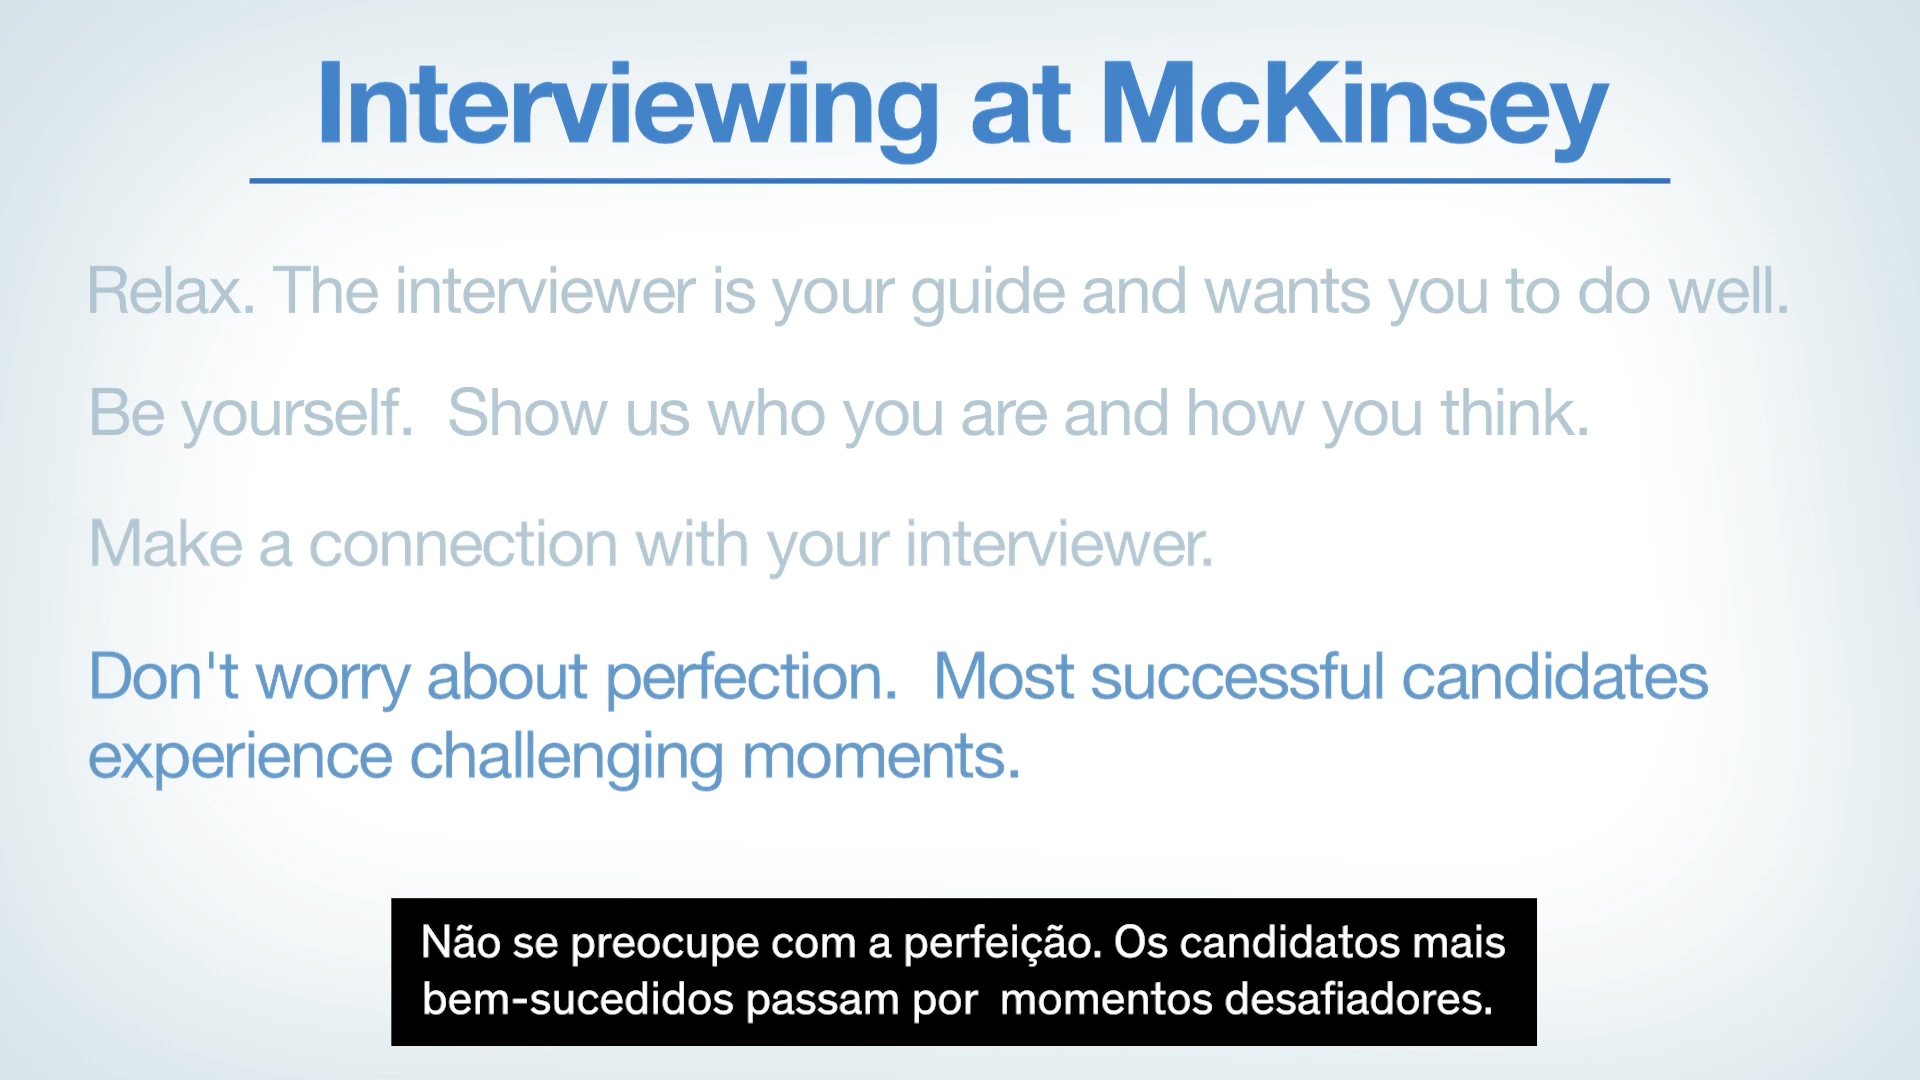 Interviewing at McKinsey
Relax. The interviewer is your guide and wants you to do well.
Be yourself.  Show us who you are and how you think.
Make a connection with your interviewer.
Don't worry about perfection.  Most successful candidates
experience challenging moments.
Não se preocupe com a perfeição. Os candidatos mais
bem-sucedidos passam por  momentos desafiadores.